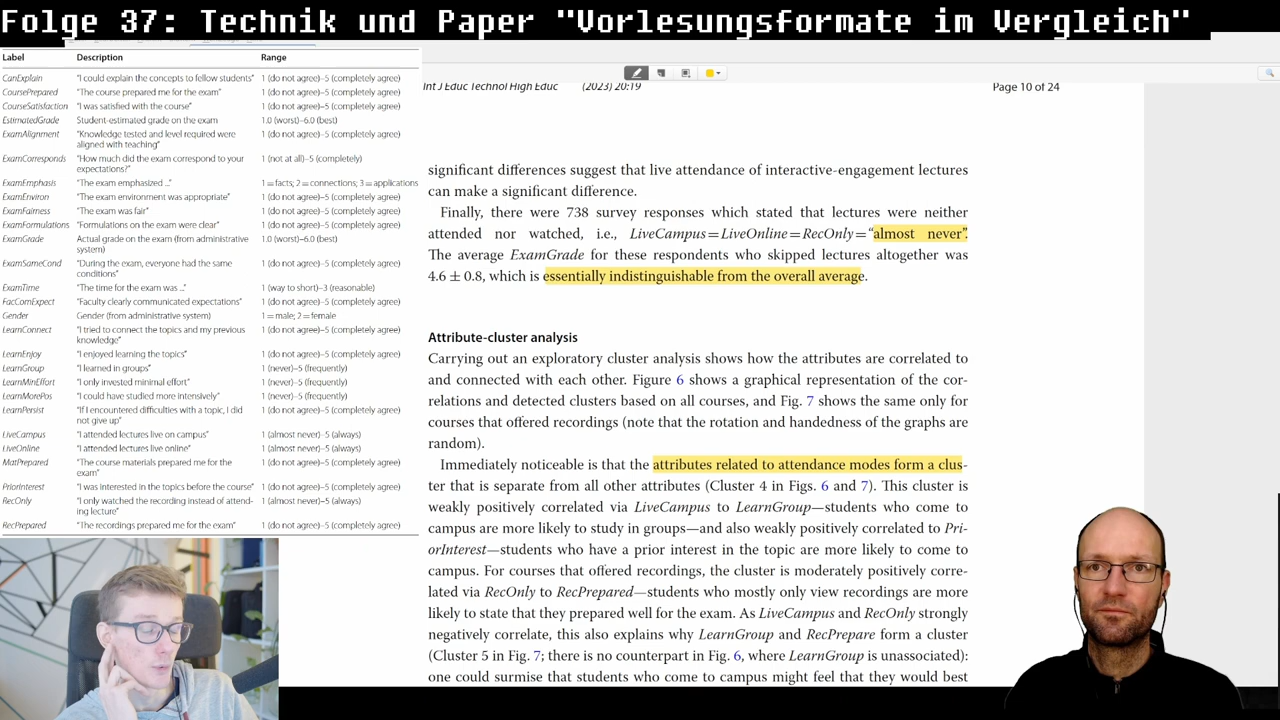 Folge 37: Technik und Paper "Vorlesungsformate im Vergleich"
Label Description Range
CanExplain "I could explain the concepts to fellow students" 1 (do not agree)–5 (completely agree)
CoursePrepared "The course prepared me for the exam" 1 (do not agree)–5 (completely agree)
CourseSatisfaction "I was satisfied with the course" 1 (do not agree)–5 (completely agree)
EstimatedGrade Student-estimated grade on the exam 1.0 (worst)–6.0 (best)
ExamAlignment "Knowledge tested and level required were 1 (do not agree)–5 (completely agree)
aligned with teaching"
ExamCorresponds "How much did the exam correspond to your 1 (not at all)–5 (completely)
expectations?"
ExamEmphasis "The exam emphasized ..." 1 = facts; 2 = connections; 3 = applications
ExamEnviron "The exam environment was appropriate" 1 (do not agree)–5 (completely agree)
ExamFairness "The exam was fair" 1 (do not agree)–5 (completely agree)
ExamFormulations "Formulations on the exam were clear" 1 (do not agree)–5 (completely agree)
ExamGrade Actual grade on the exam (from administrative 1.0 (worst)–6.0 (best)
system)
ExamSameCond "During the exam, everyone had the same 1 (do not agree)–5 (completely agree)
conditions"
ExamTime "The time for the exam was ..." 1 (way to short)–3 (reasonable)
FacComExpect "Faculty clearly communicated expectations" 1 (do not agree)–5 (completely agree)
Gender Gender (from administrative system) 1 = male; 2 = female
LearnConnect "I tried to connect the topics and my previous 1 (do not agree)–5 (completely agree)
knowledge"
LearnEnjoy "I enjoyed learning the topics" 1 (do not agree)–5 (completely agree)
LearnGroup "I learned in groups" 1 (never)–5 (frequently)
LearnMinEffort "I only invested minimal effort" 1 (never)–5 (frequently)
LearnMorePos "I could have studied more intensively" 1 (never)–5 (frequently)
LearnPersist "If I encountered difficulties with a topic, I did 1 (do not agree)–5 (completely agree)
not give up"
LiveCampus "I attended lectures live on campus" 1 (almost never)–5 (always)
LiveOnline "I attended lectures live online" 1 (almost never)–5 (always)
MatPrepared "The course materials prepared me for the 1 (do not agree)–5 (completely agree)
exam"
PriorInterest "I was interested in the topics before the course" 1 (do not agree)–5 (completely agree)
RecOnly "I only watched the recording instead of attend- 1 (almost never)–5 (always)
ing lecture"
RecPrepared "The recordings prepared me for the exam" 1 (do not agree)–5 (completely agree)
Int J Educ Technol High Educ (2023) 20:19 Page 10 of 24
significant differences suggest that live attendance of interactive-engagement lectures
can make a significant difference.
Finally, there were 738 survey responses which stated that lectures were neither
attended nor watched, i.e., LiveCampus = LiveOnline = RecOnly = "almost never".
The average ExamGrade for these respondents who skipped lectures altogether was
4.6 ± 0.8, which is essentially indistinguishable from the overall average.
Attribute-cluster analysis
Carrying out an exploratory cluster analysis shows how the attributes are correlated to
and connected with each other. Figure 6 shows a graphical representation of the cor-
relations and detected clusters based on all courses, and Fig. 7 shows the same only for
courses that offered recordings (note that the rotation and handedness of the graphs are
random).
Immediately noticeable is that the attributes related to attendance modes form a clus-
ter that is separate from all other attributes (Cluster 4 in Figs. 6 and 7). This cluster is
weakly positively correlated via LiveCampus to LearnGroup—students who come to
campus are more likely to study in groups—and also weakly positively correlated to Pri-
orInterest—students who have a prior interest in the topic are more likely to come to
campus. For courses that offered recordings, the cluster is moderately positively corre-
lated via RecOnly to RecPrepared—students who mostly only view recordings are more
likely to state that they prepared well for the exam. As LiveCampus and RecOnly strongly
negatively correlate, this also explains why LearnGroup and RecPrepare form a cluster
(Cluster 5 in Fig. 7; there is no counterpart in Fig. 6, where LearnGroup is unassociated):
one could surmise that students who come to campus might feel that they would best